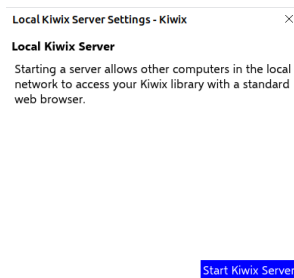 Local Kiwix Server Settings - Kiwix
Local Kiwix Server
Starting a server allows other computers in the local
network to access your Kiwix library with a standard
web browser.
Start Kiwix Server